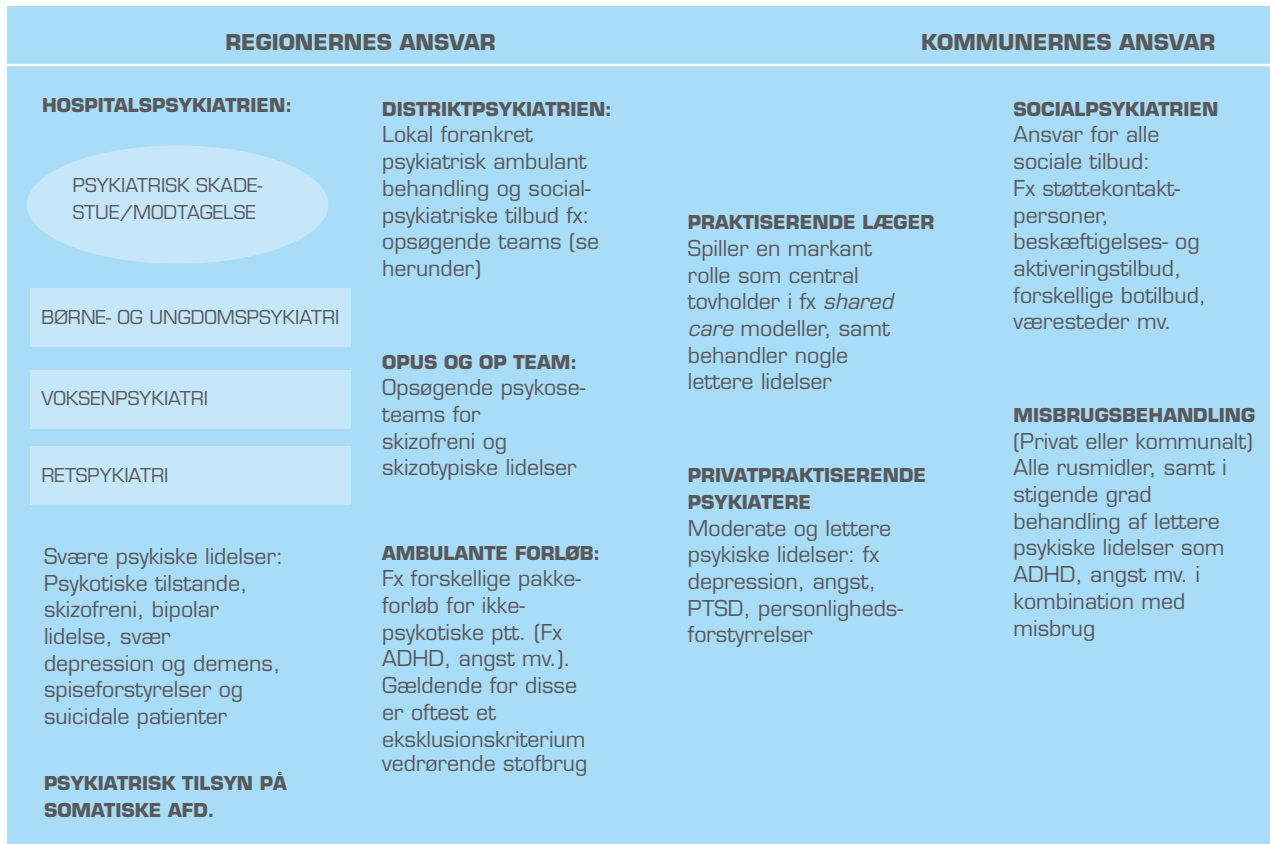 REGIONERNES ANSVAR
KOMMUNERNES ANSVAR
HOSPITALSPSYKIATRIEN:
PSYKIATRISK SKADE-
STUE/MODTAGELSE
BØRNE- OG UNGDOMSPSYKIATRI
VOKSENPSYKIATRI
RETSPYKIATRI
Svære psykiske lidelser:
Psykotiske tilstande,
skizofreni, bipolar
lidelse, svær
depression og demens,
spiseforstyrelser og
suicidale patienter
PSYKIATRISK TILSYN PÅ
SOMATISKE AFD.
DISTRIKTPSYKIATRIEN:
Lokal forankret
psykiatrisk ambulant
behandling og social-
psykiatriske tilbud fx:
opsøgende teams (se
herunder)
OPUS OG OP TEAM:
Opsøgende psykose-
teams for
skizofreni og
skizotypiske lidelser
AMBULANTE FORLØB:
Fx forskellige pakke-
forløb for ikke-
psykotiske ptt. (Fx
ADHD, angst mv.).
Gældende for disse
er oftest et
eksklusionskriterium
vedrørende stofbrug
PRAKTISERENDE LÆGER
Spiller en markant
rolle som central
tovholder i fx shared
care modeller, samt
behandler nogle
lettere lidelser
PRIVATPRAKTISERENDE
PSYKIATERE
Moderate og lettere
psykiske lidelser: fx
depression, angst,
PTSD, personligheds-
forstyrrelser
SOCIALPSYKIATRIEN
Ansvar for alle
sociale tilbud:
Fx støttekontakt-
personer,
beskæftigelses- og
aktiveringstilbud,
forskellige botilbud,
væresteder mv.
MISBRUGSBEHANDLING
(Privat eller kommunalt)
Alle rusmidler, samt i
stigende grad
behandling af lettere
psykiske lidelser som
ADHD, angst mv. i
kombination med
misbrug